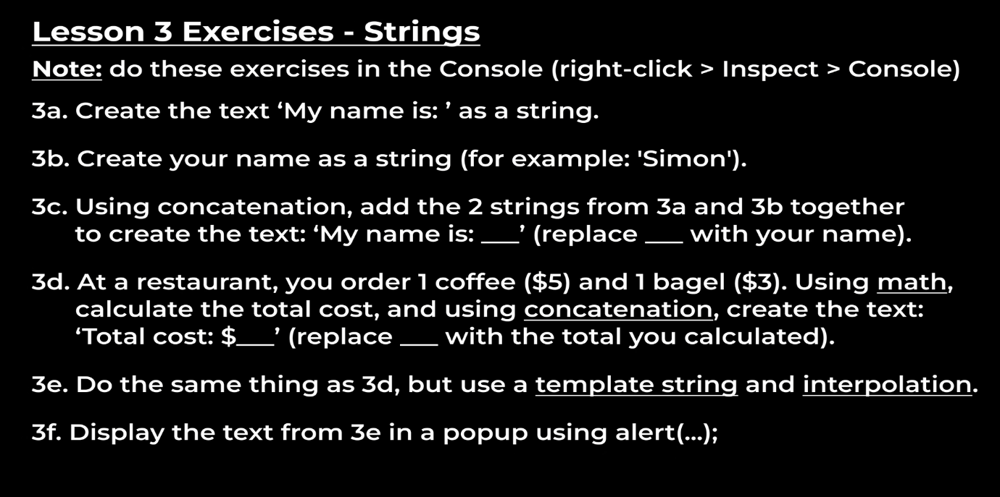 Lesson 3 Exercises - Strings
Note: do these exercises in the Console (right-click > Inspect > Console)
3a. Create the text ‘My name is: ’ as a string.
3b. Create your name as a string (for example: 'Simon').
3c. Using concatenation, add the 2 strings from 3a and 3b together
to create the text: ‘My name is: ___’ (replace ___ with your name).
3d. At a restaurant, you order 1 coffee ($5) and 1 bagel ($3). Using math,
calculate the total cost, and using concatenation, create the text:
‘Total cost: $___’ (replace ___ with the total you calculated).
3e. Do the same thing as 3d, but use a template string and interpolation.
3f. Display the text from 3e in a popup using alert(...);